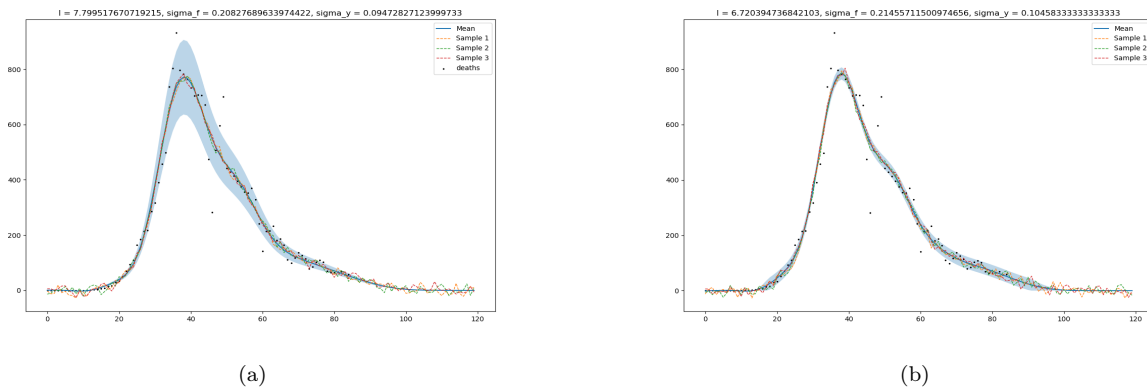 l = 7.799517670719215, sigma_f = 0.20827689633974422, sigma_y = 0.09472827123999733
Mean
Sample 1
Sample 2
Sample 3
deaths
800
600
400
200
0
0 20 40 60 80 100 120
(a)
l = 6.720394736842103, sigma_f = 0.21455711500974656, sigma_y = 0.10458333333333333
Mean
Sample 1
Sample 2
Sample 3
800
600
400
200
0
0 20 40 60 80 100 120
(b)